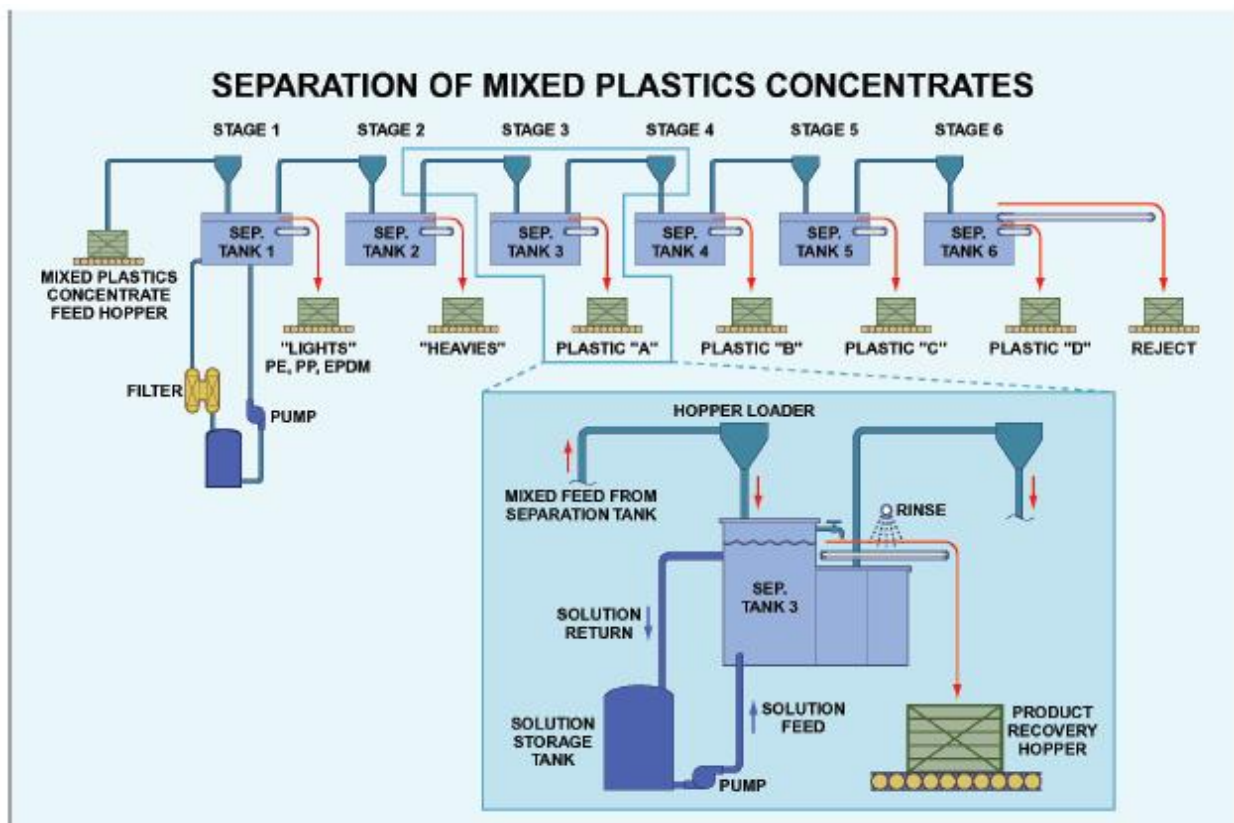 SEPARATION OF MIXED PLASTICS CONCENTRATES
STAGE 1
STAGE 2
STAGE 3
STAGE 4
STAGE 5
STAGE 6
SEP.
TANK 1
SEP.
TANK 2
SEP.
TANK 3
SEP.
TANK 4
SEP.
TANK 5
SEP.
TANK 6
MIXED PLASTICS
CONCENTRATE
FEED HOPPER
"LIGHTS"
PE, PP, EPDM
"HEAVIES"
PLASTIC "A"
PLASTIC "B"
PLASTIC "C"
PLASTIC "D"
REJECT
FILTER
PUMP
HOPPER LOADER
MIXED FEED FROM
SEPARATION TANK
RINSE
SEP.
TANK 3
SOLUTION
RETURN
SOLUTION
STORAGE
TANK
SOLUTION
FEED
PUMP
PRODUCT
RECOVERY
HOPPER